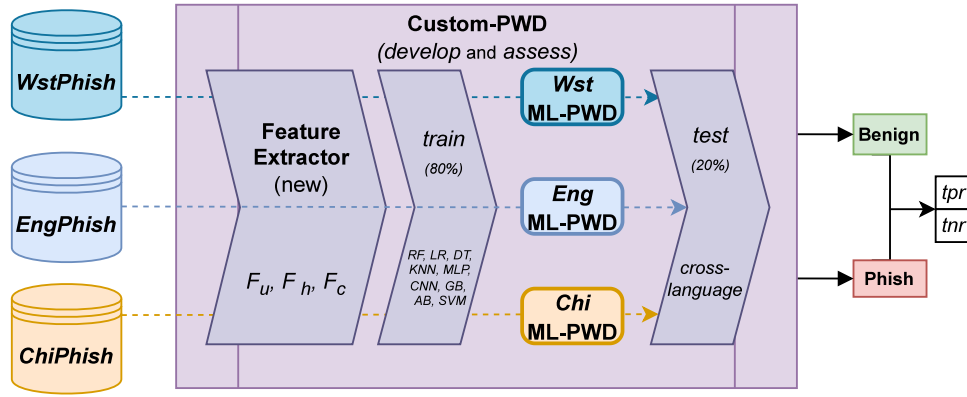 Custom-PWD
(develop and assess)
WstPhish
EngPhish
ChiPhish
Feature
Extractor
(new)
Fu, Fh, Fc
train
(80%)
RF, LR, DT,
KNN, MLP,
CNN, GB,
AB, SVM
Wst
ML-PWD
Eng
ML-PWD
Chi
ML-PWD
test
(20%)
cross-
language
Benign
Phish
tpr
tnr